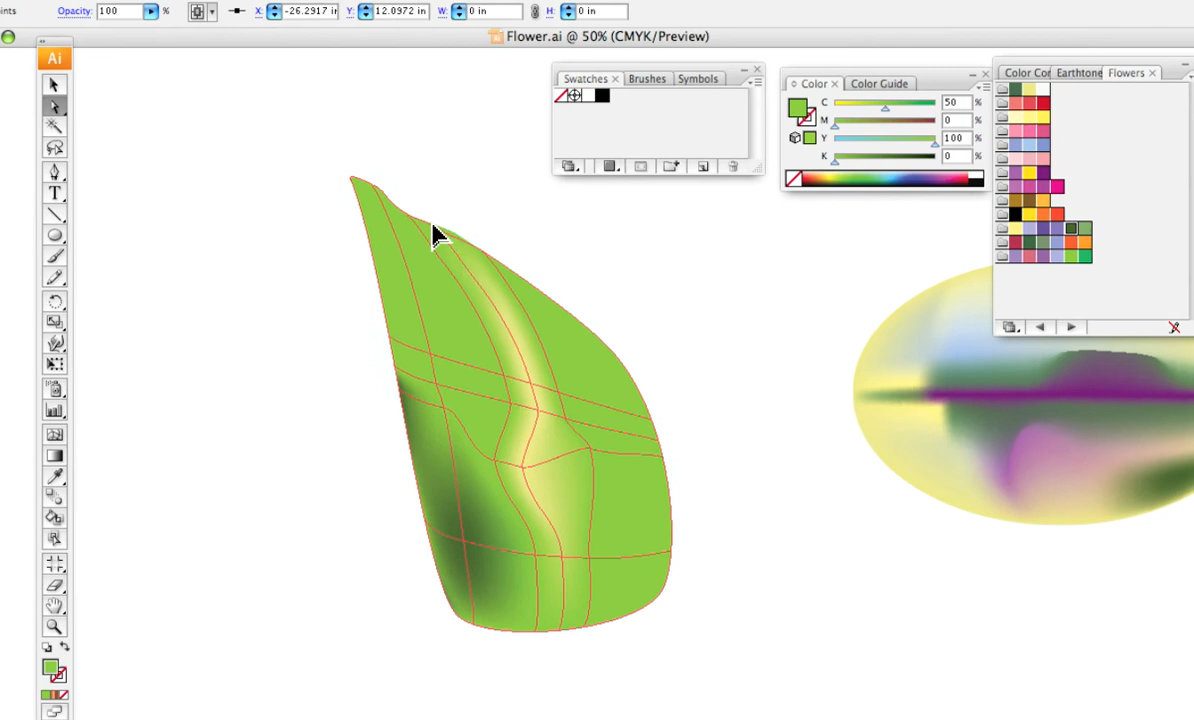 ints Opacity: 100 % X: -26.2917 in Y: 12.0972 in W: 0 in H: 0 in
Flower.ai @ 50% (CMYK/Preview)
Ai
T
Swatches Brushes Symbols
Color Color Guide
C 50 %
M 0 %
Y 100 %
K 0 %
Color Cor Earthtone Flowers